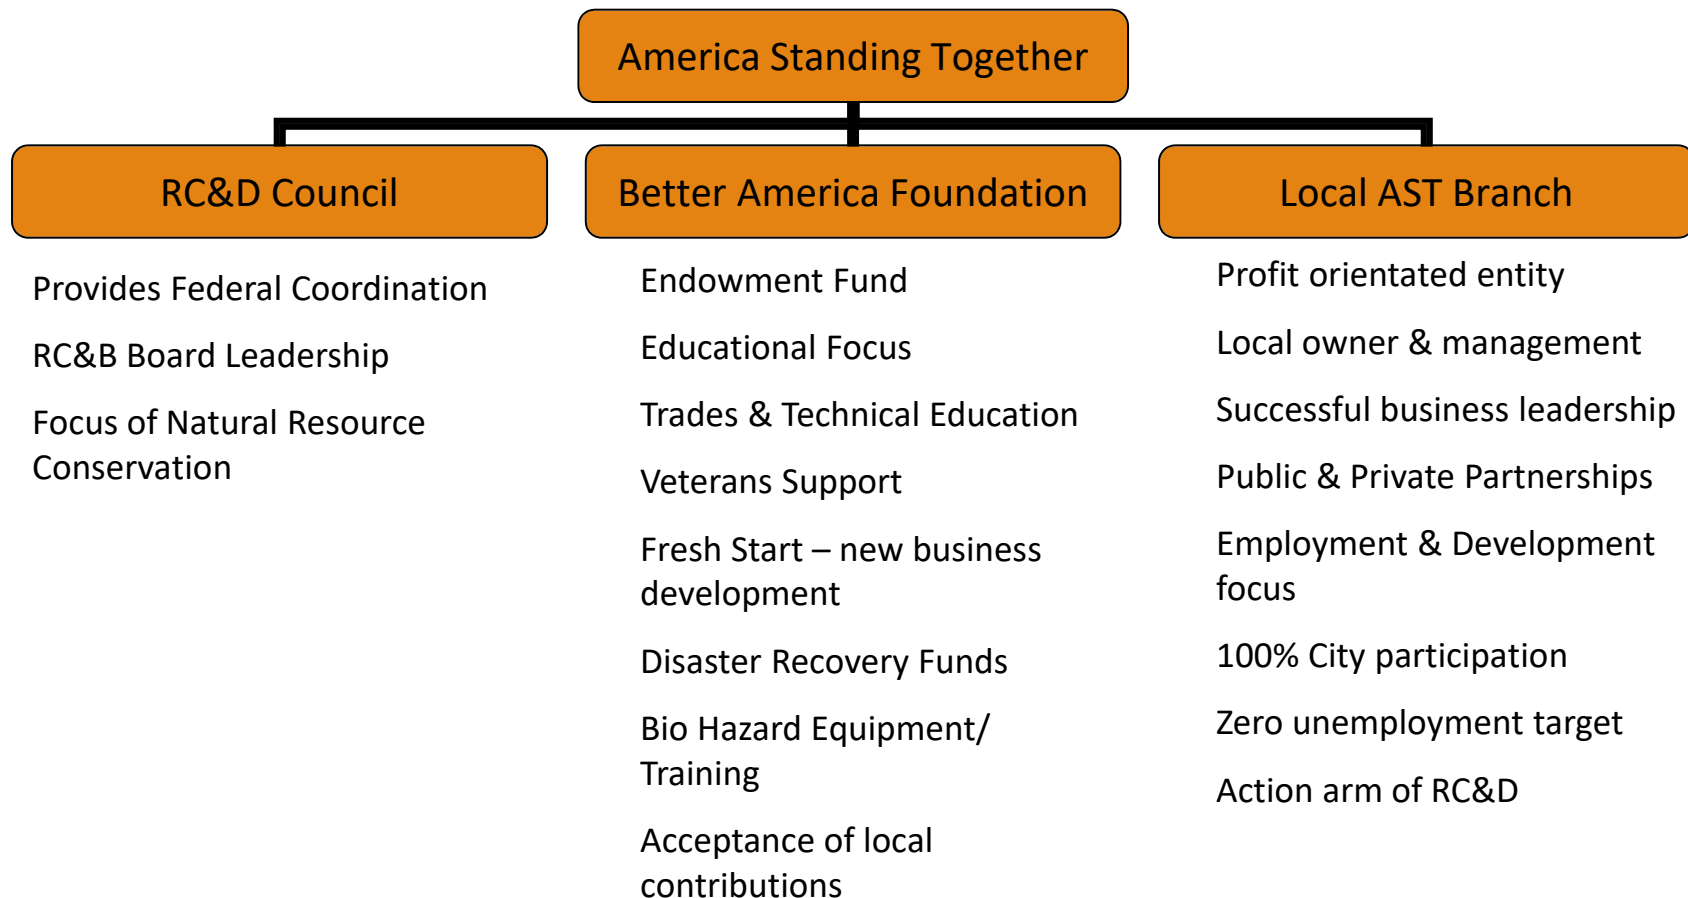 America Standing Together
RC&D Council
Provides Federal Coordination
RC&B Board Leadership
Focus of Natural Resource
Conservation
Better America Foundation
Endowment Fund
Educational Focus
Trades & Technical Education
Veterans Support
Fresh Start – new business
development
Disaster Recovery Funds
Bio Hazard Equipment/
Training
Acceptance of local
contributions
Local AST Branch
Profit orientated entity
Local owner & management
Successful business leadership
Public & Private Partnerships
Employment & Development
focus
100% City participation
Zero unemployment target
Action arm of RC&D